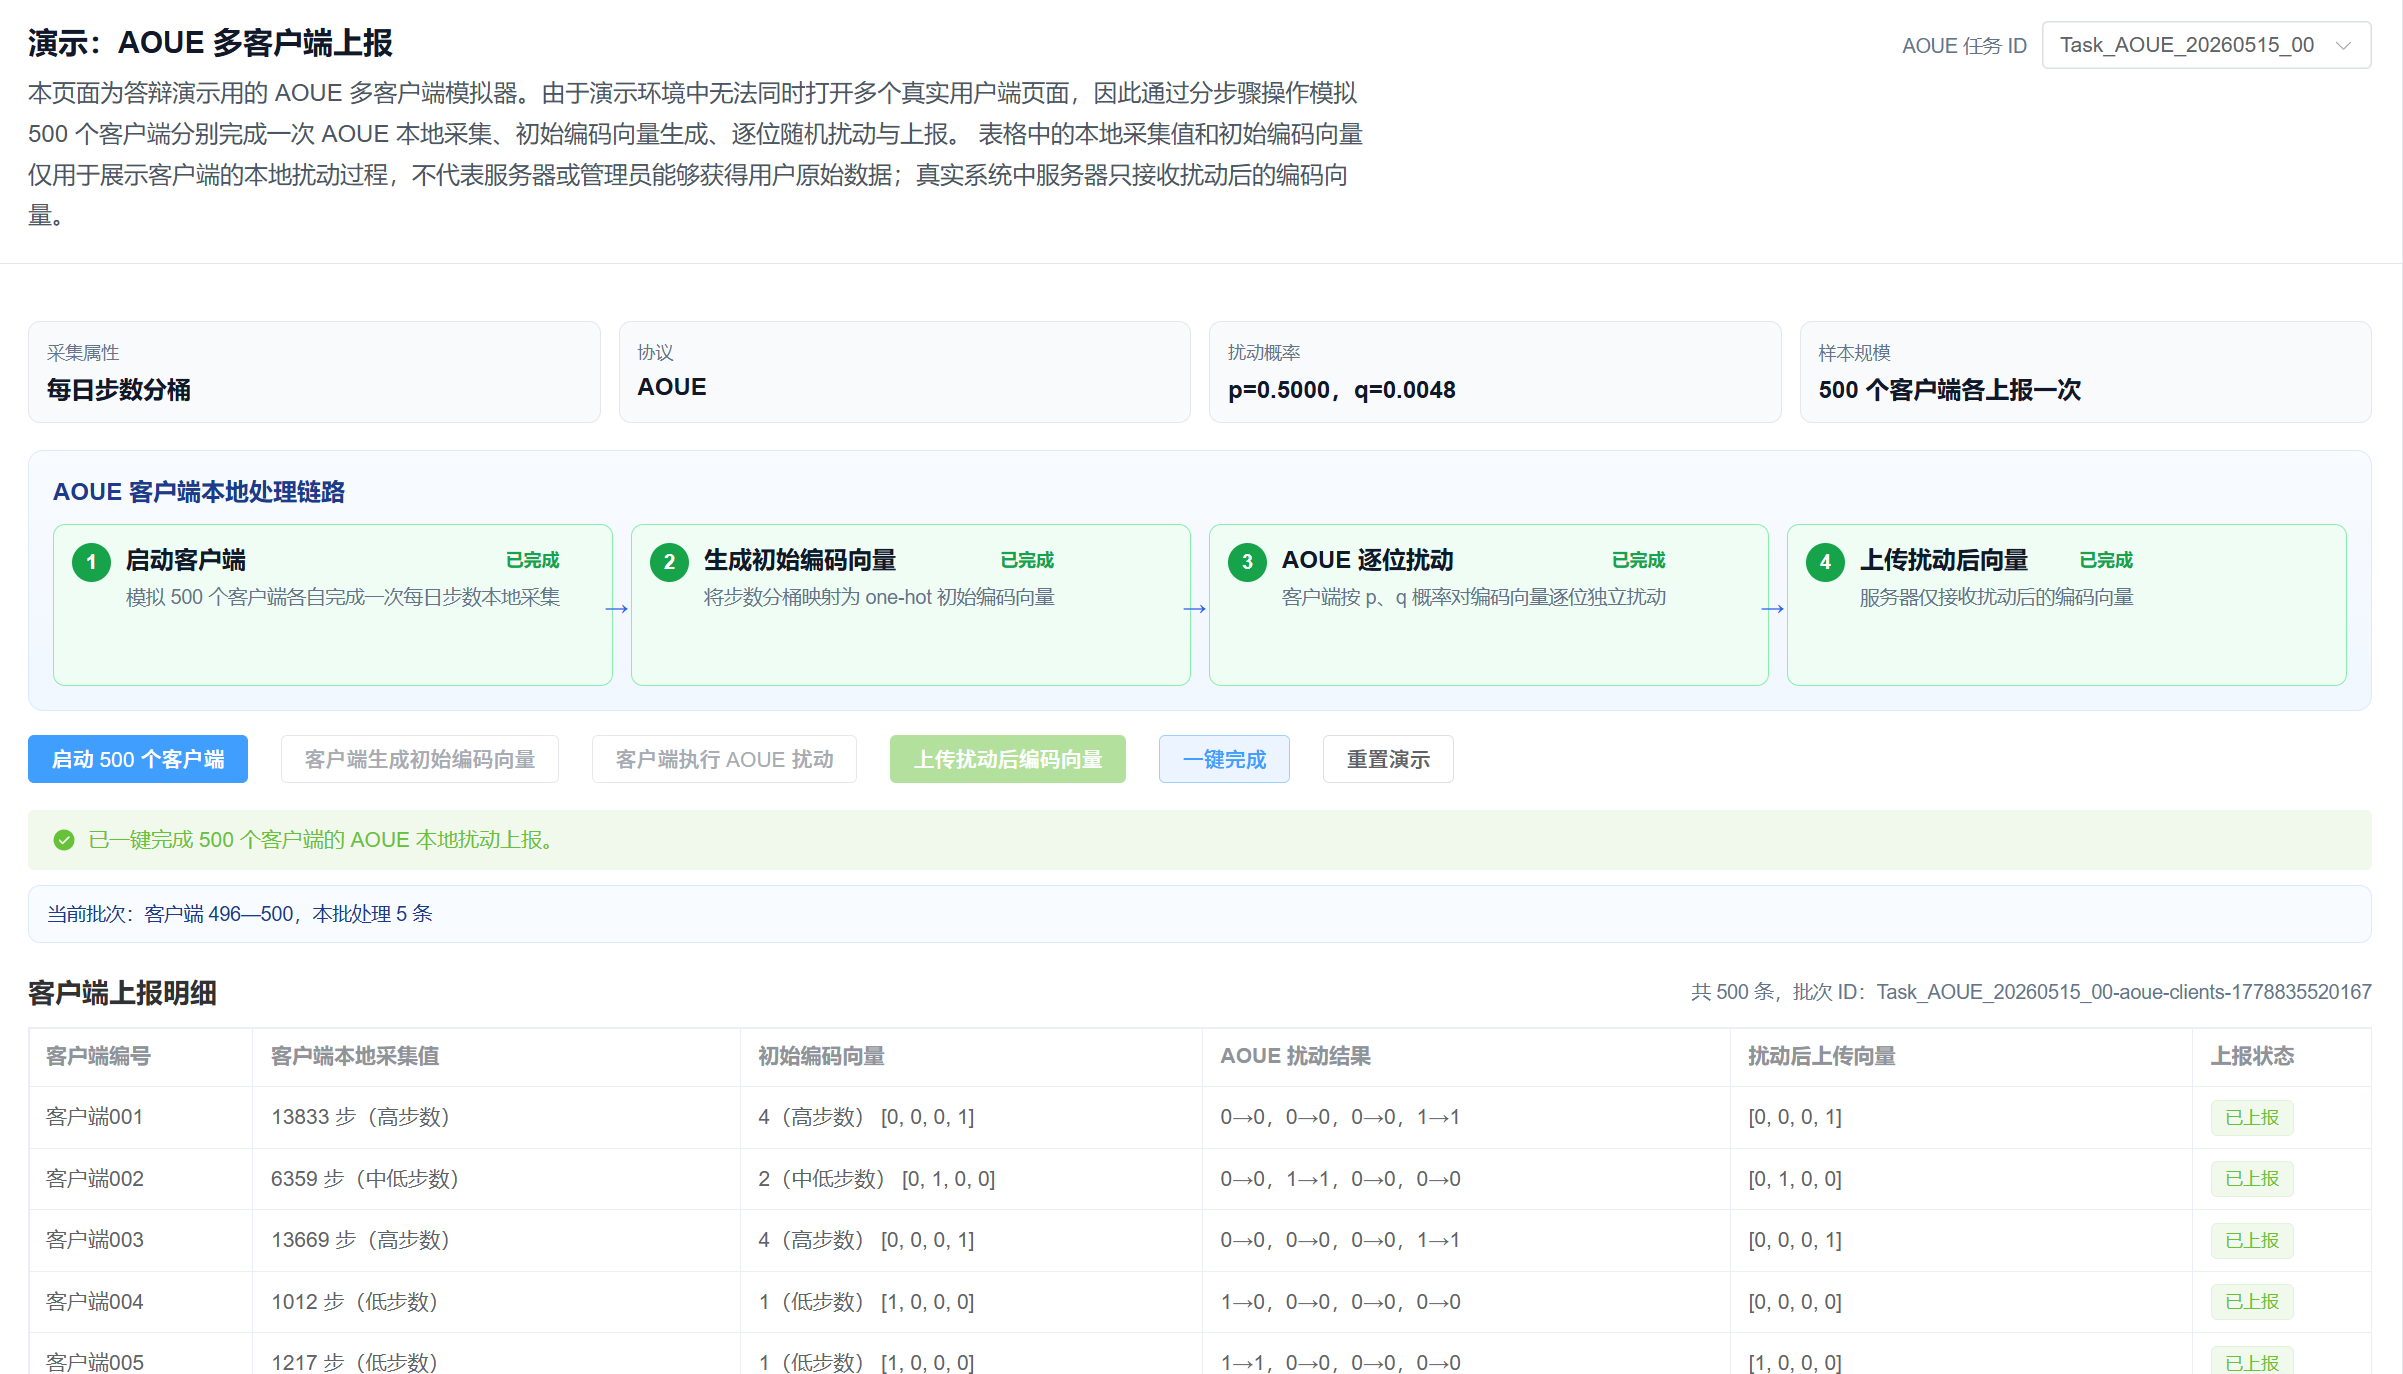 演示：AOUE 多客户端上报
AOUE 任务 ID
Task_AOUE_20260515_00
本页面为答辩演示用的 AOUE 多客户端模拟器。由于演示环境中无法同时打开多个真实用户端页面，因此通过分步骤操作模拟
500 个客户端分别完成一次 AOUE 本地采集、初始编码向量生成、逐位随机扰动与上报。 表格中的本地采集值和初始编码向量
仅用于展示客户端的本地扰动过程，不代表服务器或管理员能够获得用户原始数据；真实系统中服务器只接收扰动后的编码向
量。
采集属性
每日步数分桶
协议
AOUE
扰动概率
p=0.5000，q=0.0048
样本规模
500 个客户端各上报一次
AOUE 客户端本地处理链路
1 启动客户端 已完成
模拟 500 个客户端各自完成一次每日步数本地采集
→
2 生成初始编码向量 已完成
将步数分桶映射为 one-hot 初始编码向量
→
3 AOUE 逐位扰动 已完成
客户端按 p、q 概率对编码向量逐位独立扰动
→
4 上传扰动后向量 已完成
服务器仅接收扰动后的编码向量
启动 500 个客户端 客户端生成初始编码向量 客户端执行 AOUE 扰动 上传扰动后编码向量 一键完成 重置演示
已一键完成 500 个客户端的 AOUE 本地扰动上报。
当前批次：客户端 496—500，本批处理 5 条
客户端上报明细
共 500 条，批次 ID：Task_AOUE_20260515_00-aoue-clients-1778835520167
客户端编号 客户端本地采集值 初始编码向量 AOUE 扰动结果 扰动后上传向量 上报状态
客户端001 13833 步（高步数） 4（高步数） [0, 0, 0, 1] 0→0，0→0，0→0，1→1 [0, 0, 0, 1] 已上报
客户端002 6359 步（中低步数） 2（中低步数） [0, 1, 0, 0] 0→0，1→1，0→0，0→0 [0, 1, 0, 0] 已上报
客户端003 13669 步（高步数） 4（高步数） [0, 0, 0, 1] 0→0，0→0，0→0，1→1 [0, 0, 0, 1] 已上报
客户端004 1012 步（低步数） 1（低步数） [1, 0, 0, 0] 1→0，0→0，0→0，0→0 [0, 0, 0, 0] 已上报
客户端005 1217 步（低步数） 1（低步数） [1, 0, 0, 0] 1→1，0→0，0→0，0→0 [1, 0, 0, 0] 已上报